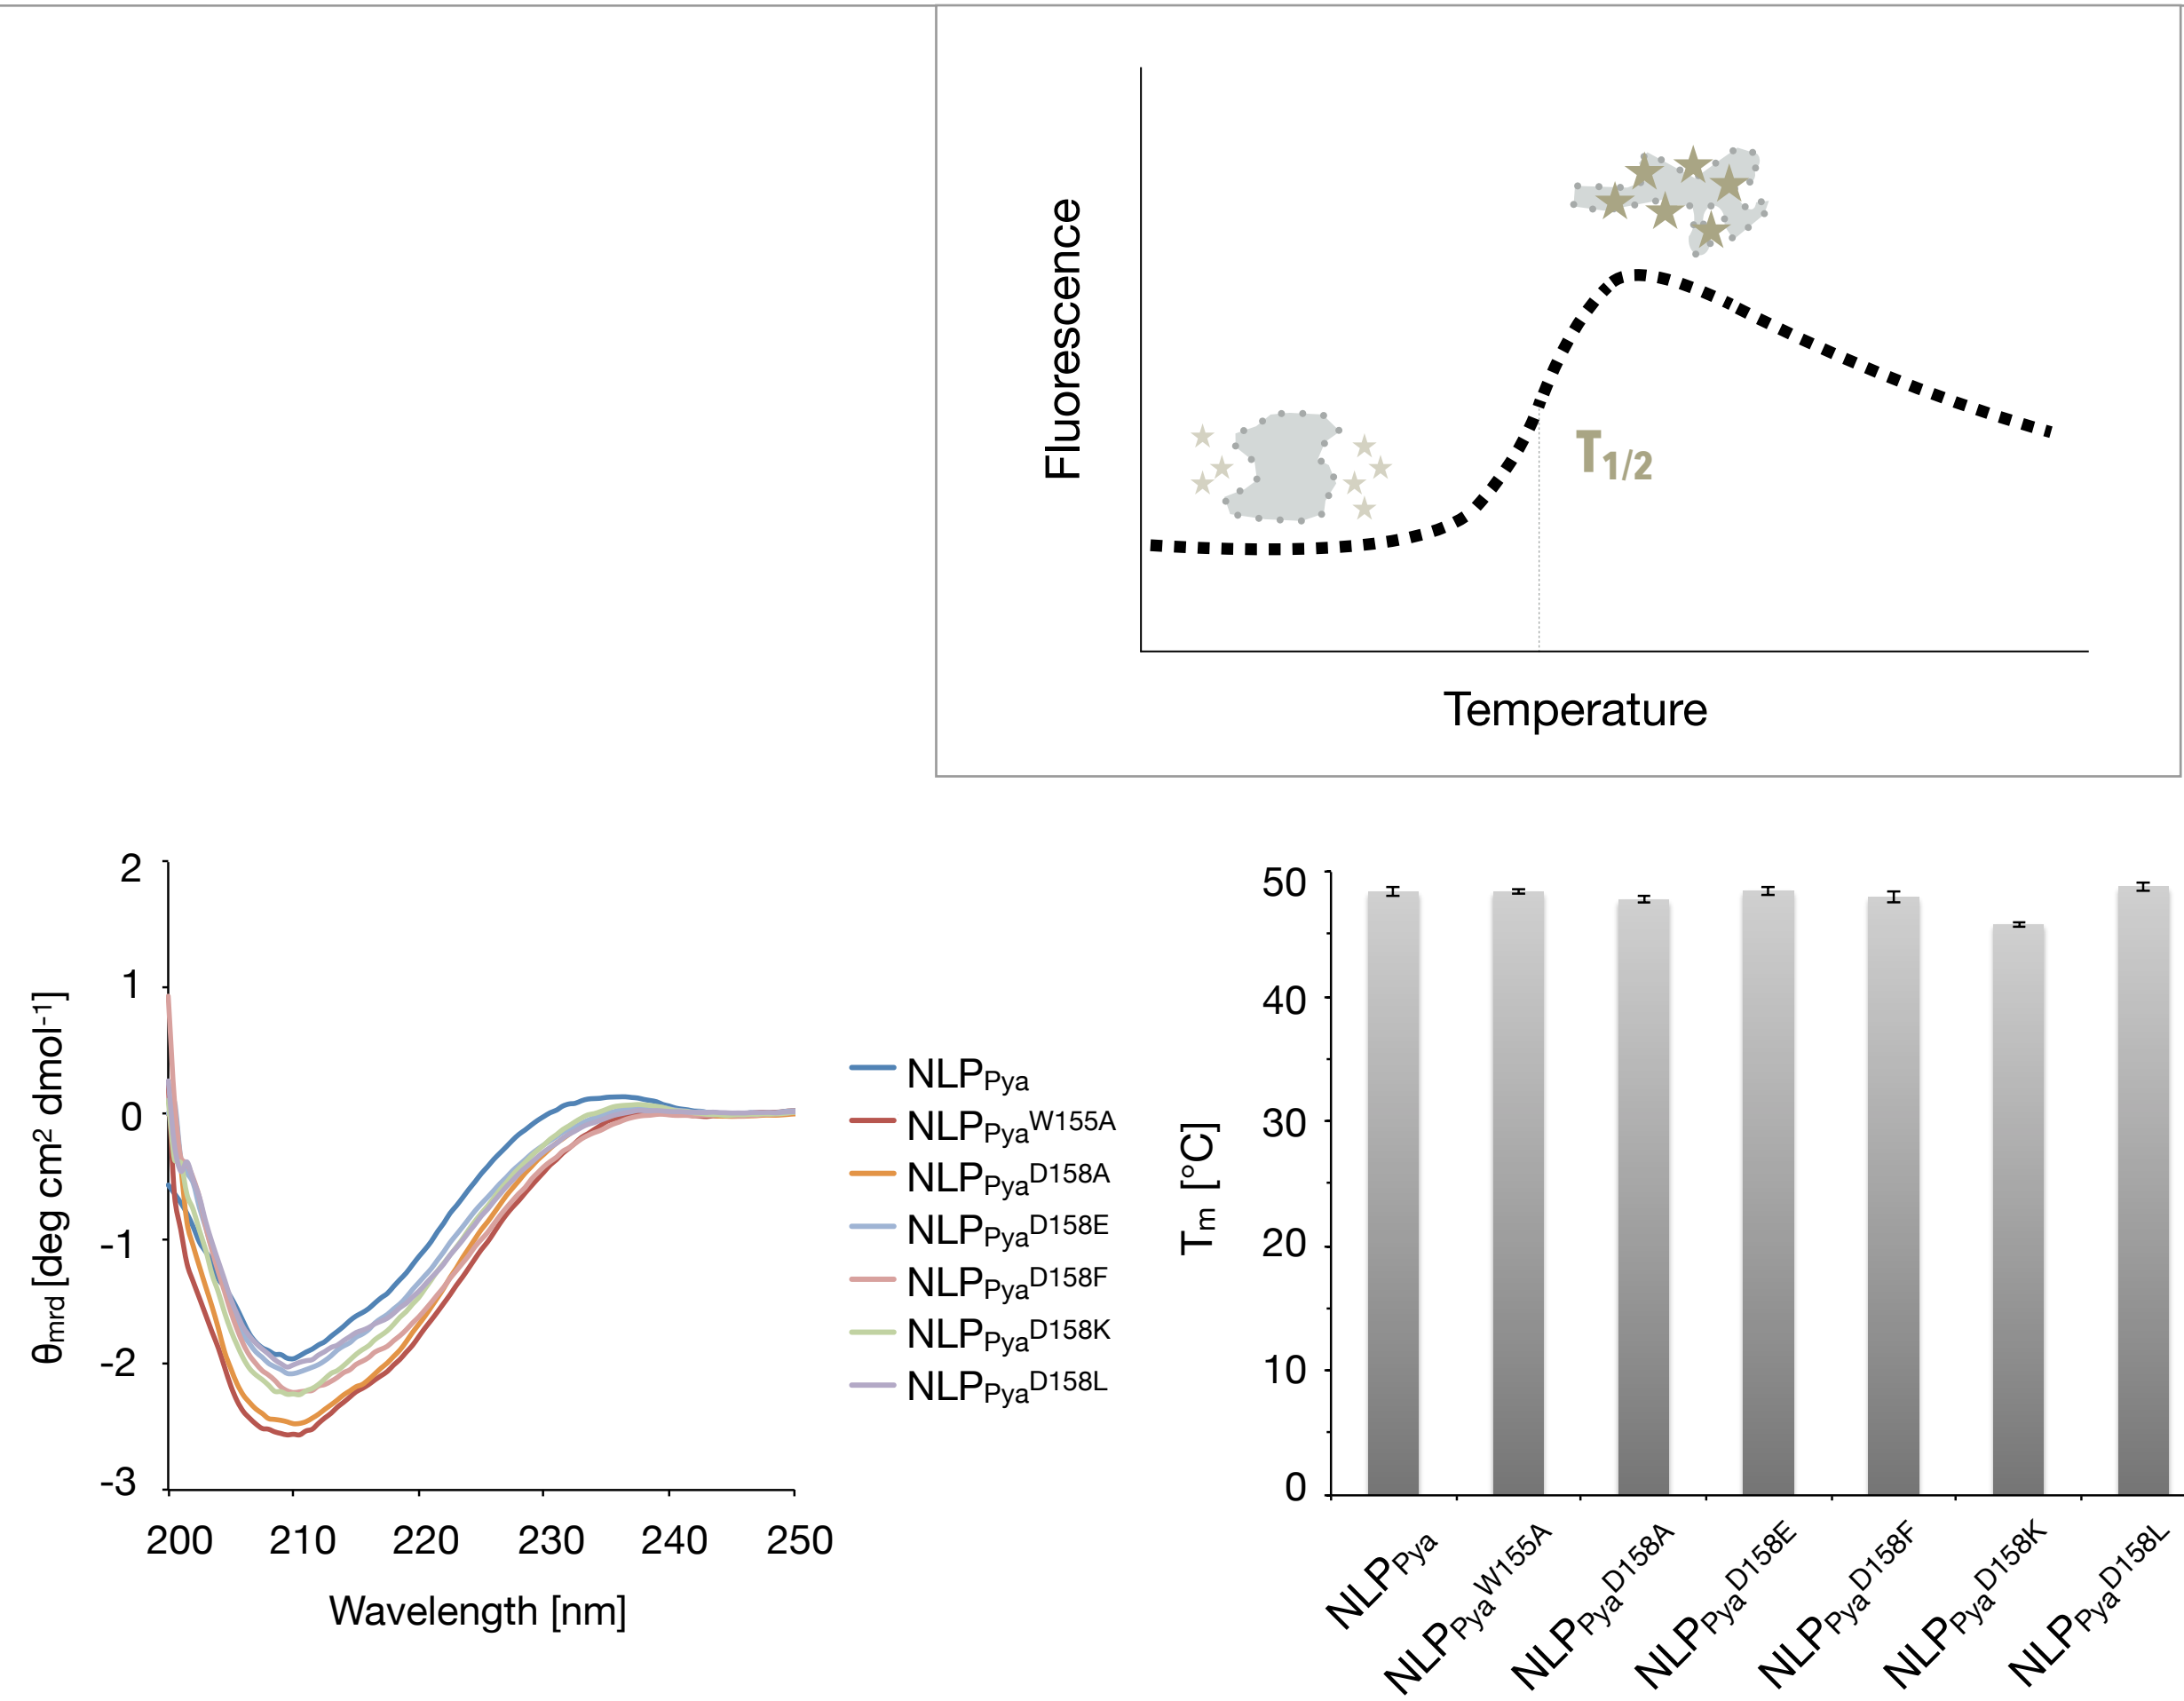 Fluorescence
T1/2
Temperature
2
1
0
-1
-2
-3
θmrd [deg cm2 dmol-1]
200 210 220 230 240 250
Wavelength [nm]
NLPPya
NLPPyaW155A
NLPPyaD158A
NLPPyaD158E
NLPPyaD158F
NLPPyaD158K
NLPPyaD158L
50
40
30
20
10
0
Tm [°C]
NLPPya
NLPPyaW155A
NLPPyaD158A
NLPPyaD158E
NLPPyaD158F
NLPPyaD158K
NLPPyaD158L